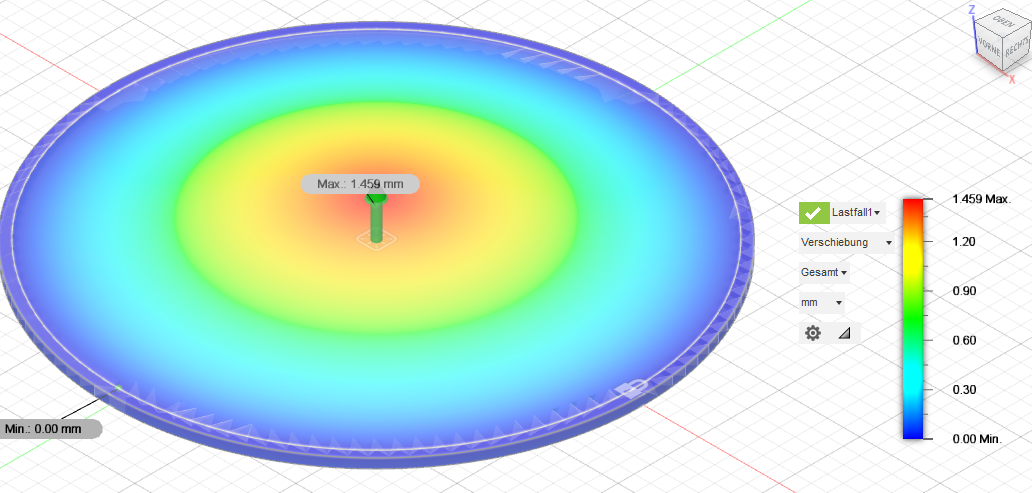 Z
OBEN
VORNE
RECHTS
X
Max.: 1.459 mm
Lastfall1
1.459 Max.
Verschiebung
1.20
Gesamt
0.90
mm
0.60
0.30
Min.: 0.00 mm
0.00 Min.